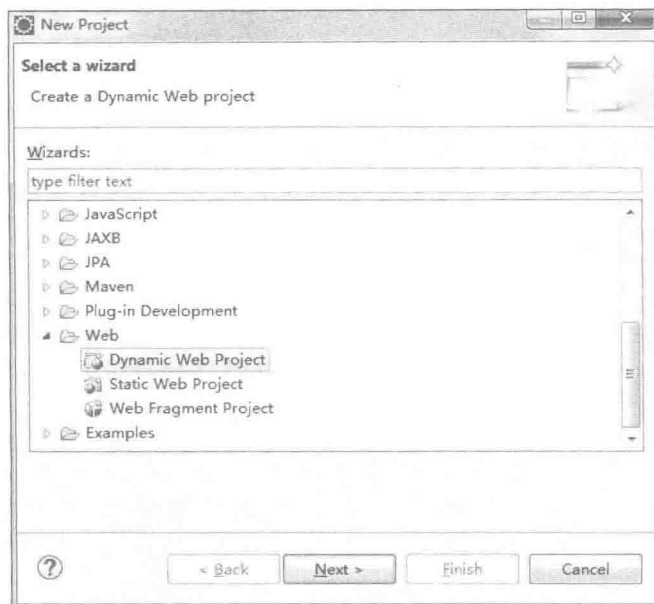 New Project
Select a wizard
Create a Dynamic Web project
Wizards:
type filter text
JavaScript
JAXB
JPA
Maven
Plug-in Development
Web
Dynamic Web Project
Static Web Project
Web Fragment Project
Examples
?
< Back Next > Finish Cancel